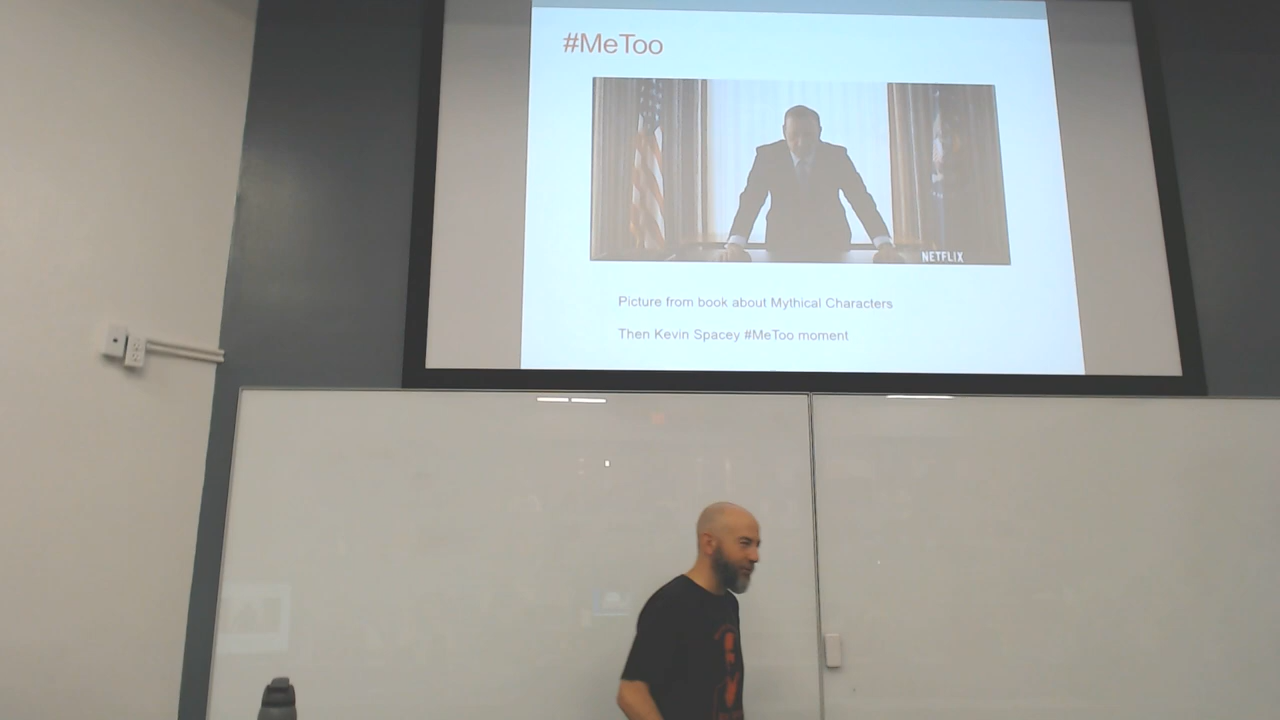 #MeToo
NETFLIX
Picture from book about Mythical Characters
Then Kevin Spacey #MeToo moment